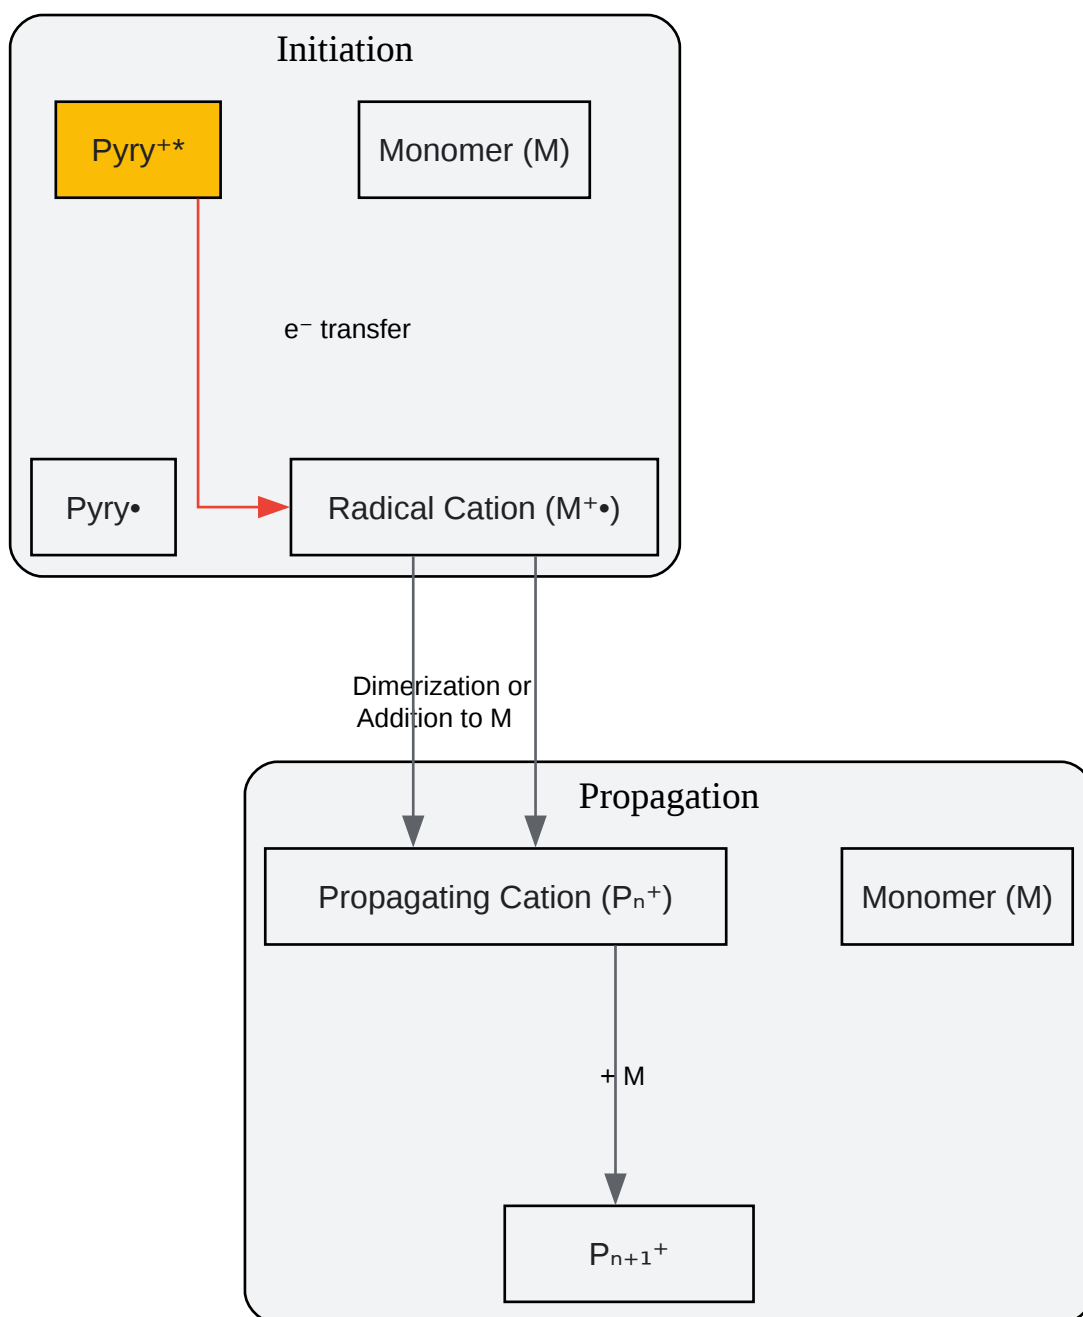 Initiation
Pyry⁺*
Monomer (M)
e⁻ transfer
Pyry•
Radical Cation (M⁺•)
Dimerization or
Addition to M
Propagation
Propagating Cation (Pₙ⁺)
Monomer (M)
+ M
Pₙ₊₁⁺